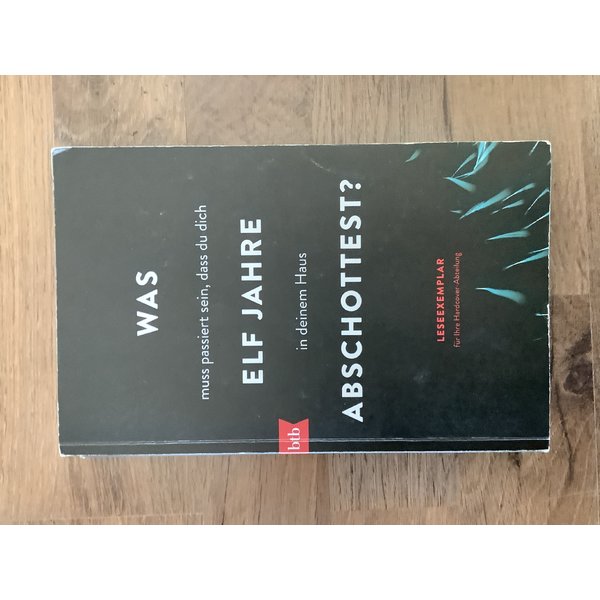 WAS
muss passiert sein, dass du dich
ELF JAHRE
in deinem Haus
ABSCHOTTEST?
LESEEXEMPLAR
für Ihre Hardcover-Abteilung
btb